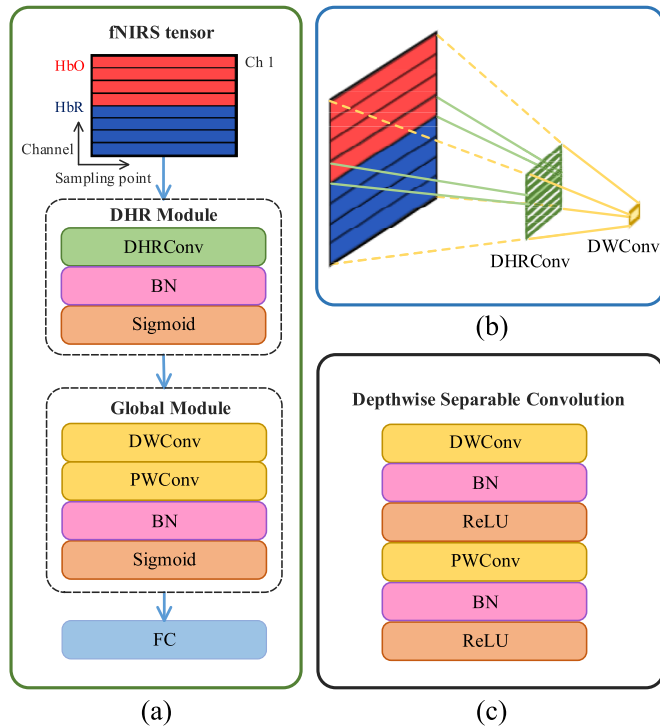 fNIRS tensor
HbO
Ch 1
HbR
Channel
Sampling point
DHR Module
DHRConv
BN
Sigmoid
Global Module
DWConv
PWConv
BN
Sigmoid
FC
(a)
DWConv
DHRConv
(b)
Depthwise Separable Convolution
DWConv
BN
ReLU
PWConv
BN
ReLU
(c)